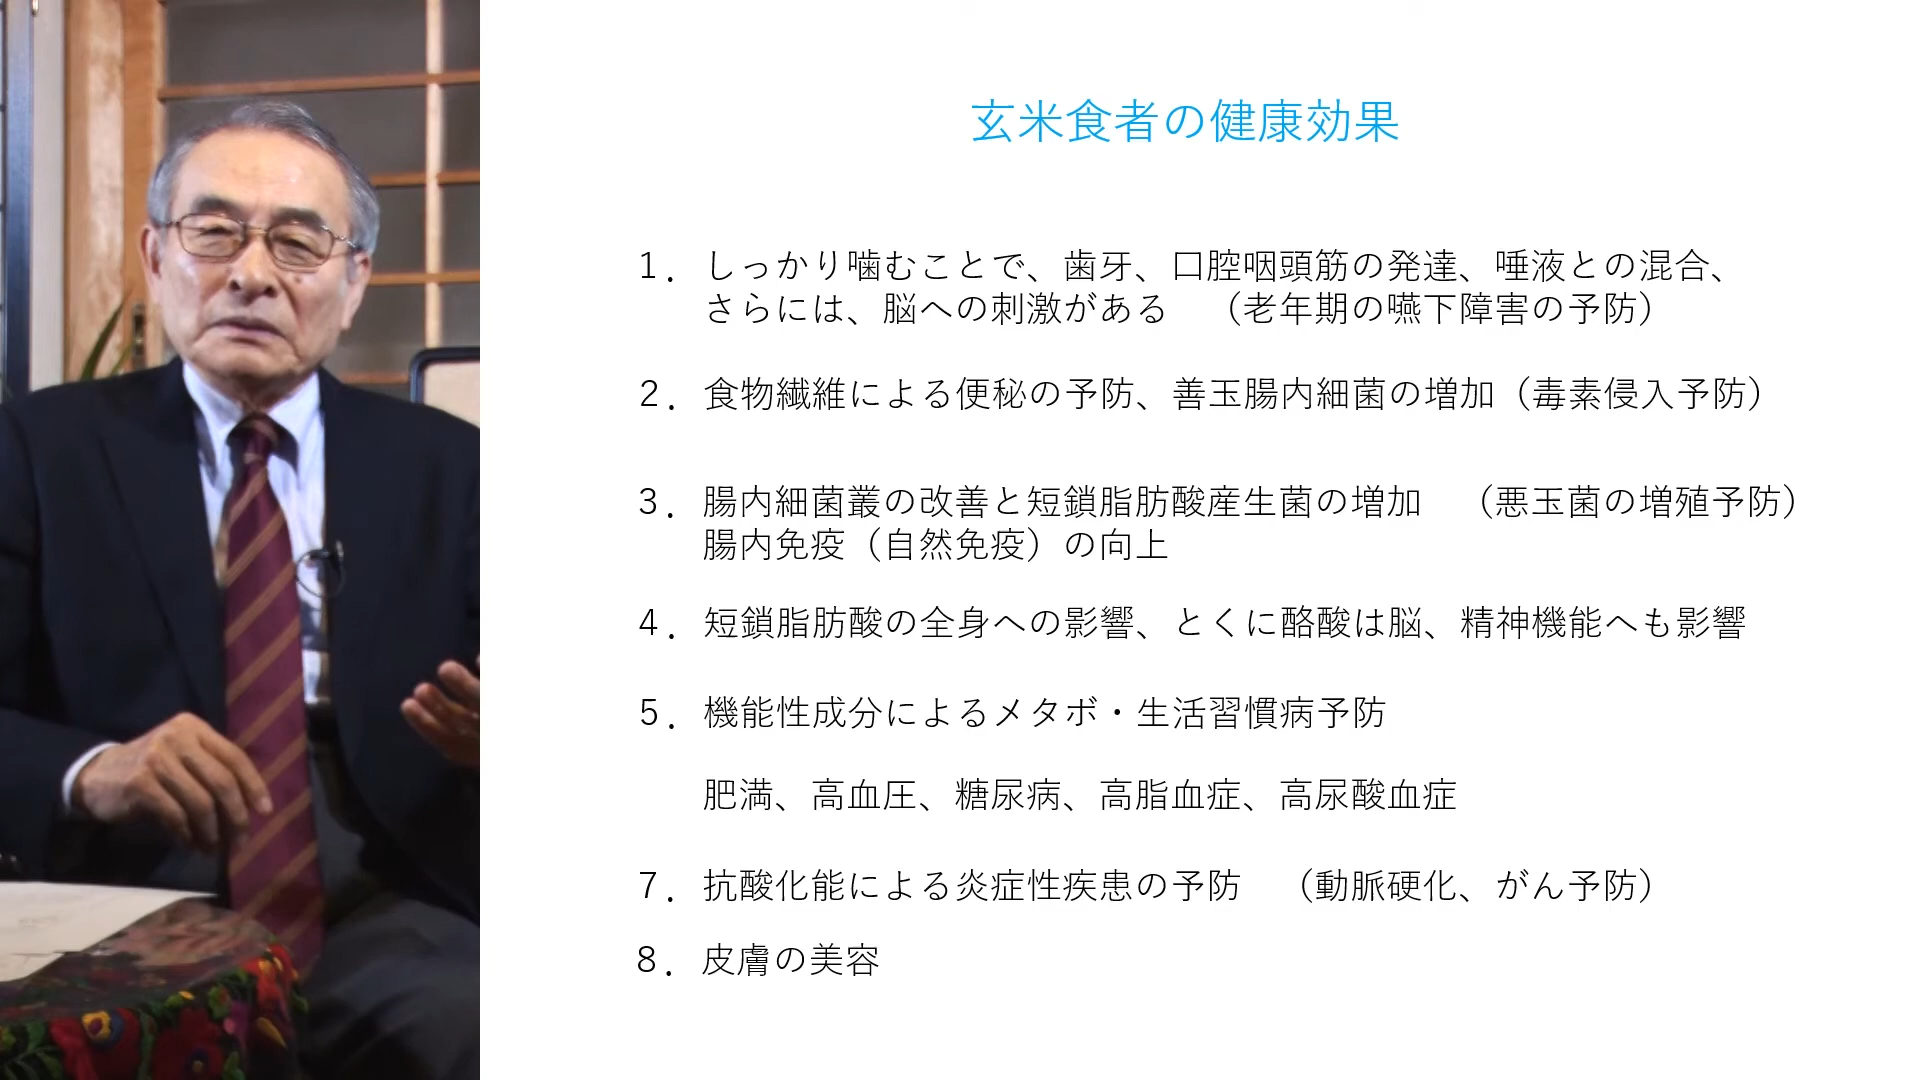 玄米食者の健康効果
1．しっかり噛むことで、歯牙、口腔咽頭筋の発達、唾液との混合、
さらには、脳への刺激がある　（老年期の嚥下障害の予防）
2．食物繊維による便秘の予防、善玉腸内細菌の増加（毒素侵入予防）
3．腸内細菌叢の改善と短鎖脂肪酸産生菌の増加　（悪玉菌の増殖予防）
腸内免疫（自然免疫）の向上
4．短鎖脂肪酸の全身への影響、とくに酪酸は脳、精神機能へも影響
5．機能性成分によるメタボ・生活習慣病予防
肥満、高血圧、糖尿病、高脂血症、高尿酸血症
7．抗酸化能による炎症性疾患の予防　（動脈硬化、がん予防）
8．皮膚の美容